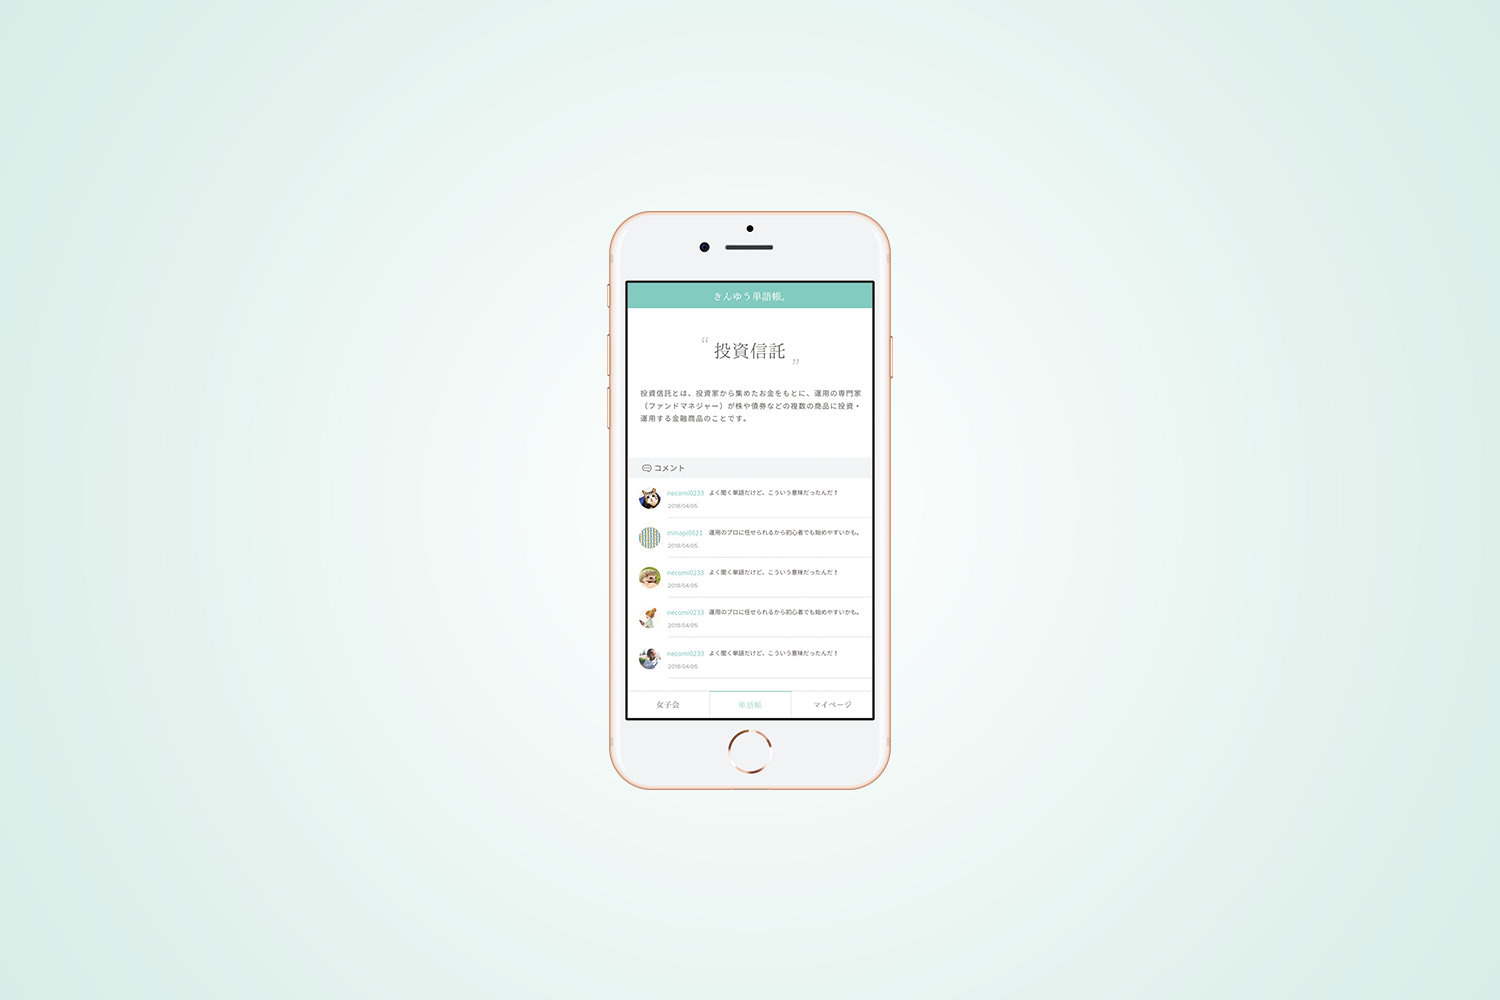 きんゆう単語帳。
“投資信託”
投資信託とは、投資家から集めたお金をもとに、運用の専門家
（ファンドマネジャー）が株や債券などの複数の商品に投資・
運用する金融商品のことです。
コメント
necomi0233 よく聞く単語だけど、こういう意味だったんだ！
2018/04/05
minapi0621 運用のプロに任せられるから初心者でも始めやすいかも。
2018/04/05
necomi0233 よく聞く単語だけど、こういう意味だったんだ！
2018/04/05
necomi0233 運用のプロに任せられるから初心者でも始めやすいかも。
2018/04/05
necomi0233 よく聞く単語だけど、こういう意味だったんだ！
2018/04/05
女子会 単語帳 マイページ